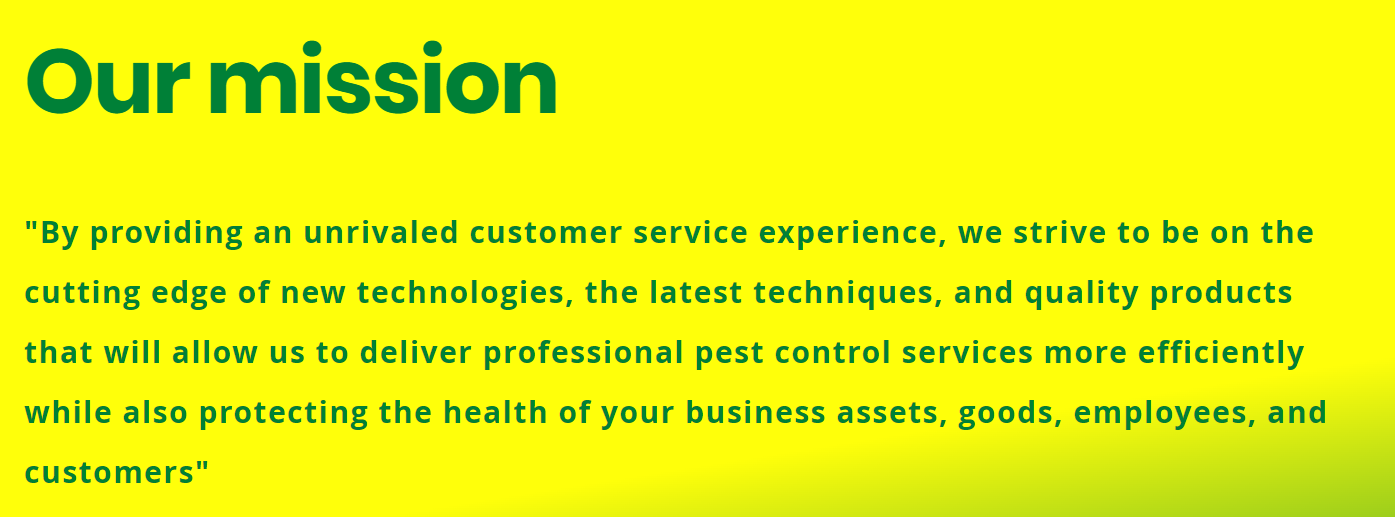 Our mission
"By providing an unrivaled customer service experience, we strive to be on the
cutting edge of new technologies, the latest techniques, and quality products
that will allow us to deliver professional pest control services more efficiently
while also protecting the health of your business assets, goods, employees, and
customers"